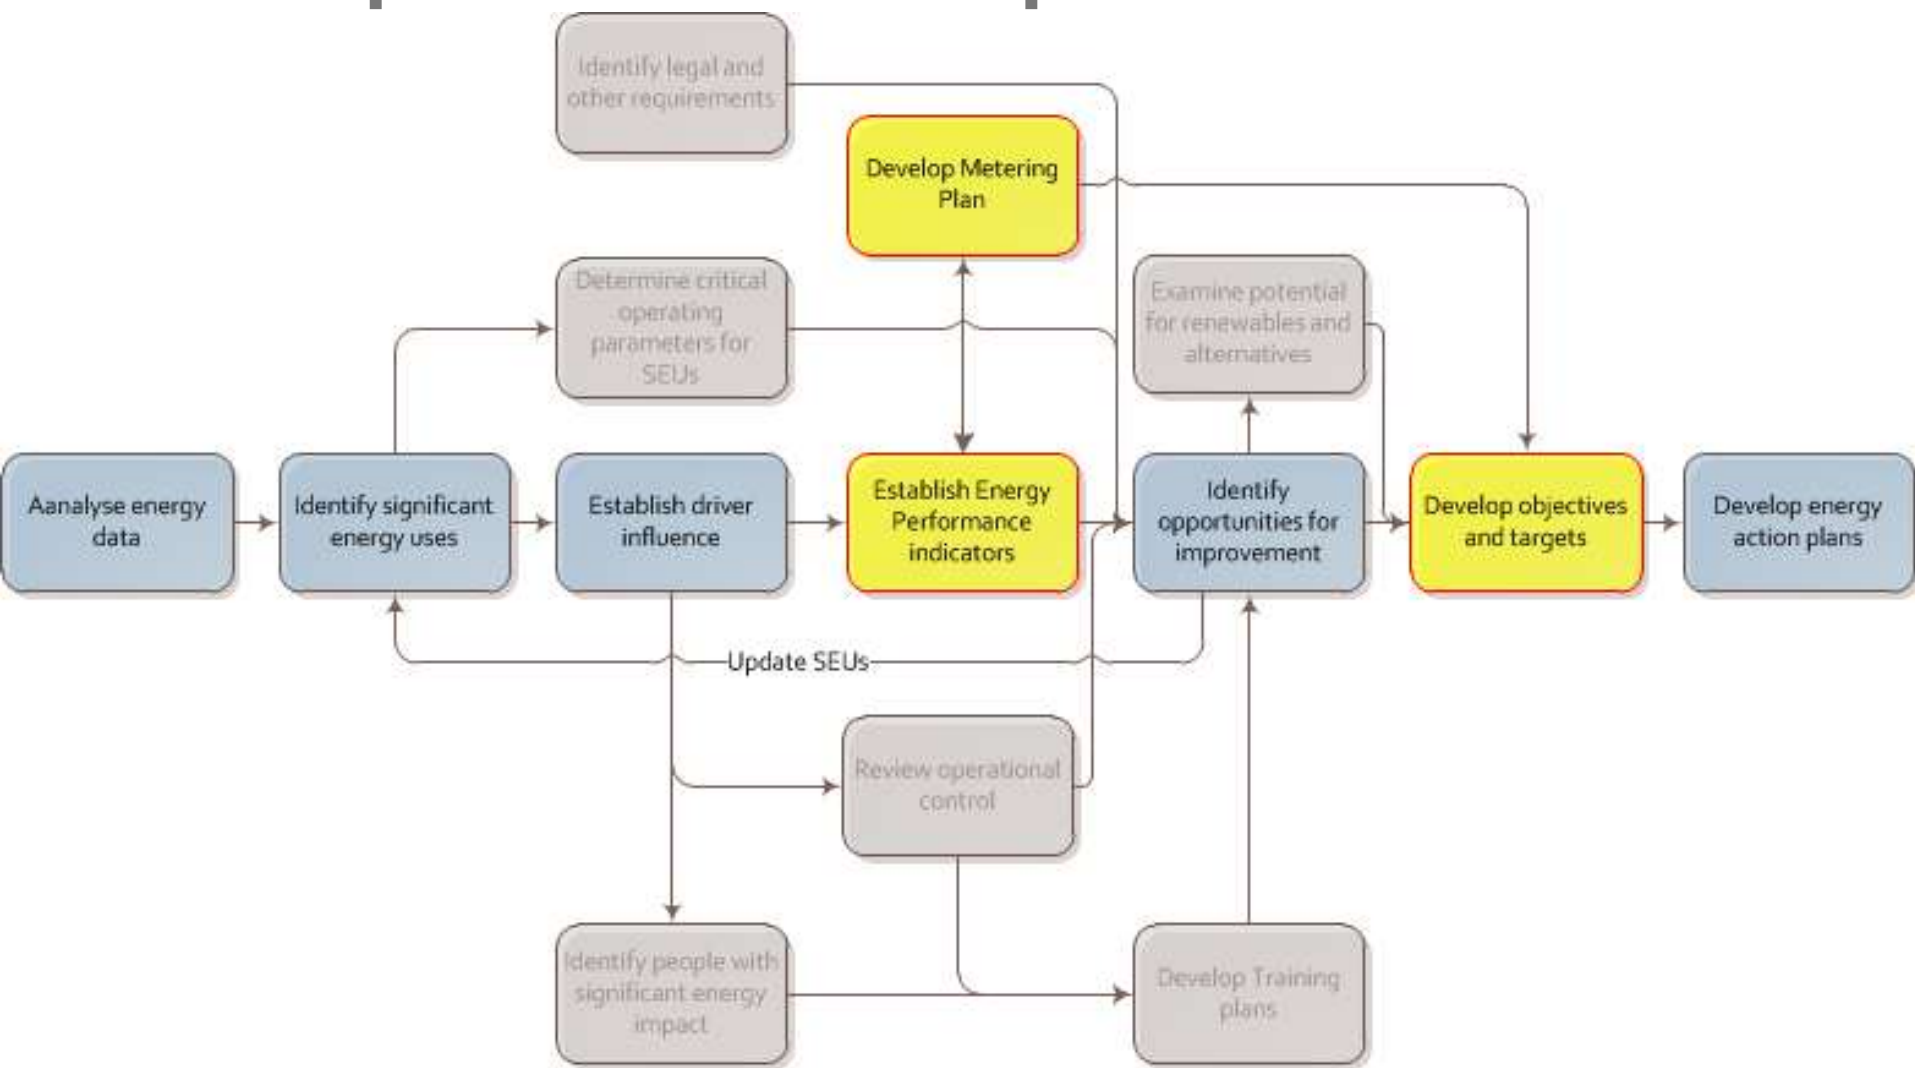 Identify legal and
other requirements
Develop Metering
Plan
Determine critical
operating
parameters for
SEUs
Examine potential
for renewables and
alternatives
Aanalyse energy
data
Identify significant
energy uses
Establish driver
influence
Establish Energy
Performance
indicators
Identify
opportunities for
improvement
Develop objectives
and targets
Develop energy
action plans
Update SEUs
Review operational
control
Identify people with
significant energy
impact
Develop Training
plans